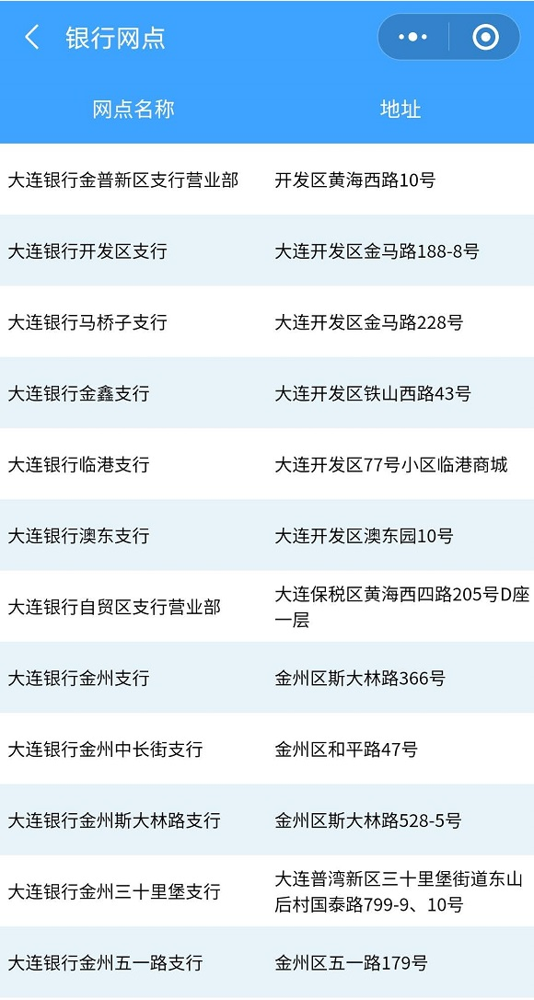 银行网点
网点名称 地址
大连银行金普新区支行营业部 开发区黄海西路10号
大连银行开发区支行 大连开发区金马路188-8号
大连银行马桥子支行 大连开发区金马路228号
大连银行金鑫支行 大连开发区铁山西路43号
大连银行临港支行 大连开发区77号小区临港商城
大连银行澳东支行 大连开发区澳东园10号
大连银行自贸区支行营业部 大连保税区黄海西四路205号D座
一层
大连银行金州支行 金州区斯大林路366号
大连银行金州中长街支行 金州区和平路47号
大连银行金州斯大林路支行 金州区斯大林路528-5号
大连银行金州三十里堡支行 大连普湾新区三十里堡街道东山
后村国泰路799-9、10号
大连银行金州五一路支行 金州区五一路179号